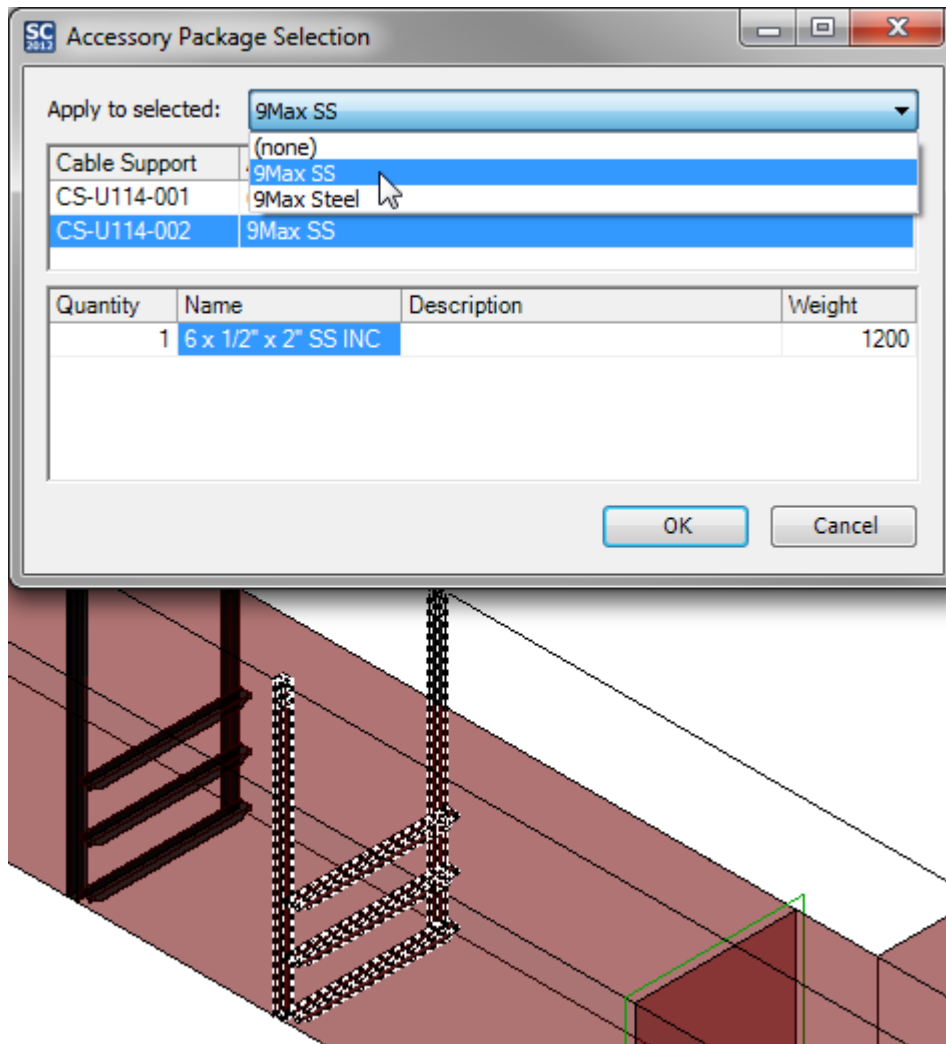 SC 2012 Accessory Package Selection
Apply to selected: 9Max SS
(none)
Cable Support
9Max SS
CS-U114-001
9Max Steel
CS-U114-002 9Max SS
Quantity Name Description Weight
1 6 x 1/2" x 2" SS INC 1200
OK Cancel